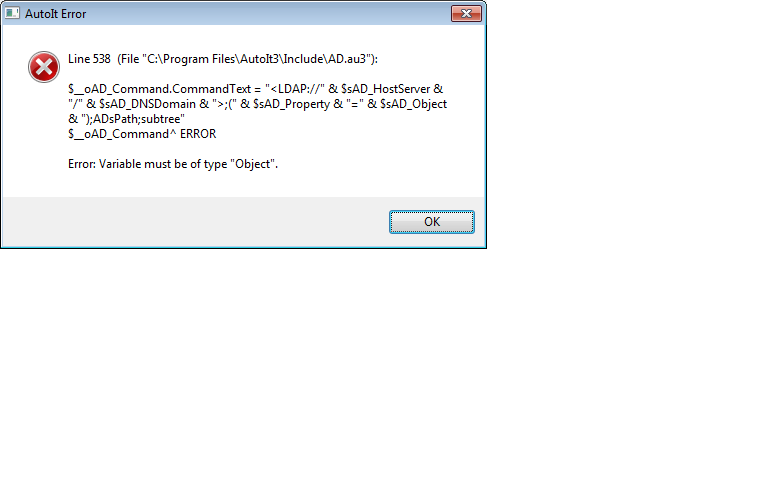 AutoIt Error
Line 538  (File "C:\Program Files\AutoIt3\Include\AD.au3"):
$__oAD_Command.CommandText = "<LDAP://" & $sAD_HostServer &
"/" & $sAD_DNSDomain & ">;(" & $sAD_Property & "=" & $sAD_Object
& ");ADsPath;subtree"
$__oAD_Command^ ERROR
Error: Variable must be of type "Object".
OK